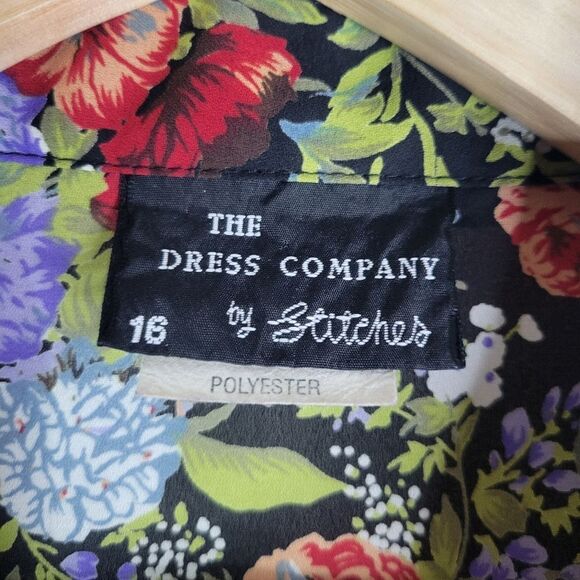 THE
DRESS COMPANY
16 by Stitches
POLYESTER